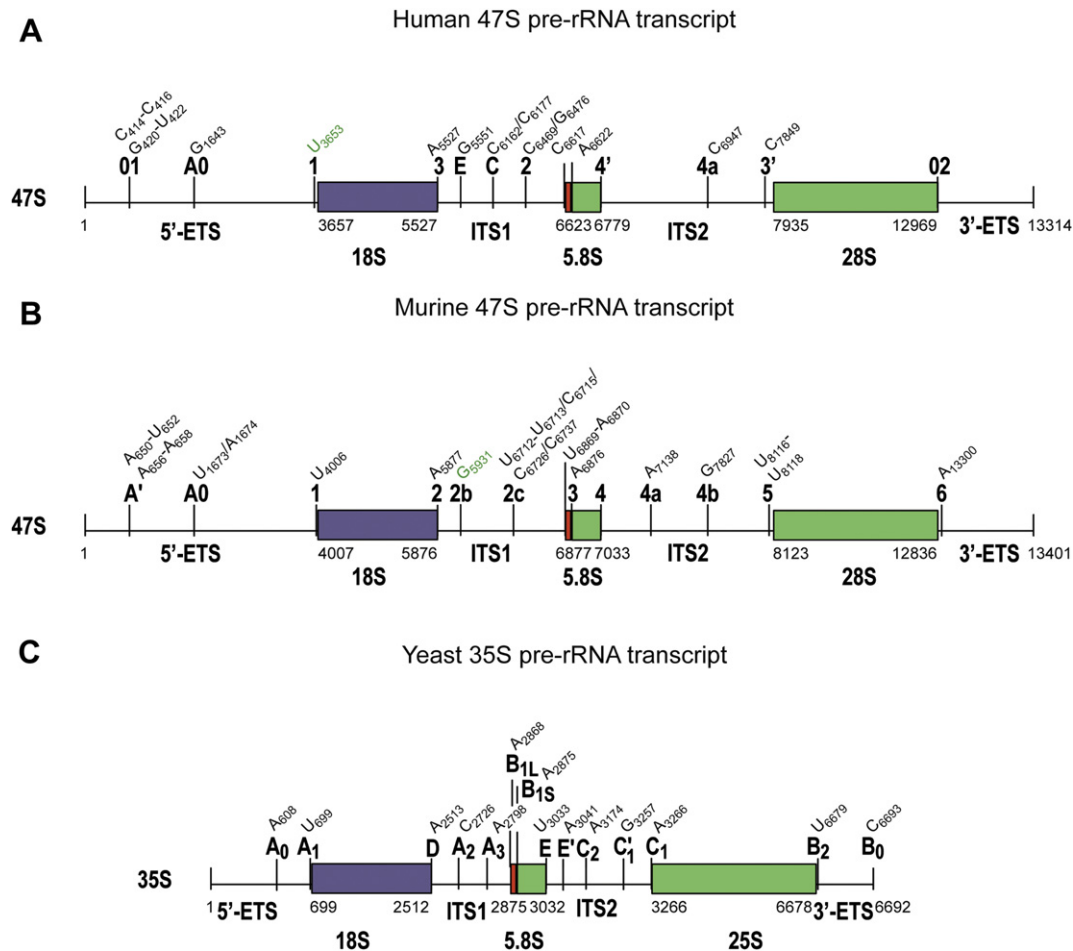 A
Human 47S pre-rRNA transcript
C414-C416
G420-U422
G1643
U3653
A5527
G5551
C6162/C6177
C6469/G6476
C6617
A6622
C6947
C7849
01 A0 1 3 E C 2 4' 4a 3' 02
47S
1 3657 5527 6623 6779 7935 12969 13314
5'-ETS ITS1 ITS2 3'-ETS
18S 5.8S 28S
B
Murine 47S pre-rRNA transcript
A650-U652
A656-A658
U1673/A1674
U4006
A5877
G5931
U6712-U6713/C6715/
C6726/C6737
U6869-A6870
A6876
A7138
G7827
U8116-
U8118
A13300
A' A0 1 2 2b 2c 3 4 4a 4b 5 6
47S
1 4007 5876 6877 7033 8123 12836 13401
5'-ETS ITS1 ITS2 3'-ETS
18S 5.8S 28S
C
Yeast 35S pre-rRNA transcript
A2868
B1L
A2875
B1S
A608
U699
A2513
C2726
A2798
U3033
A3041
A3174
G3257
A3266
U6679
C6693
A0 A1 D A2 A3 E E' C2 C'1 C1 B2 B0
35S
1 699 2512 2875 3032 3266 6678 6692
5'-ETS ITS1 ITS2 3'-ETS
18S 5.8S 25S